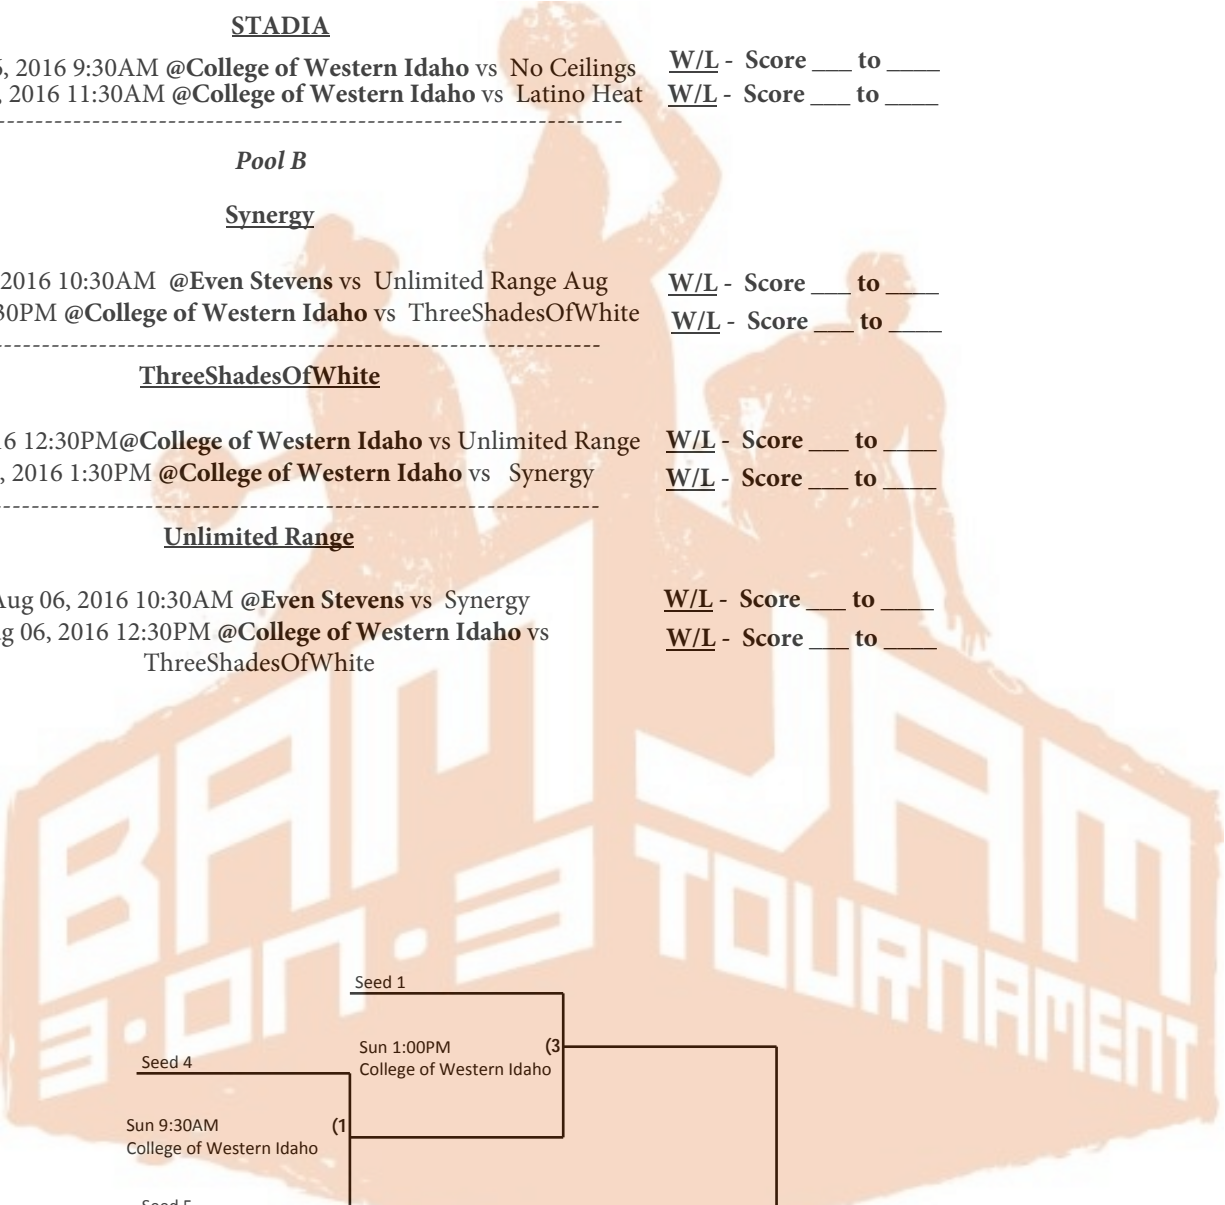 STADIA
6, 2016 9:30AM @College of Western Idaho vs No Ceilings W/L - Score ___ to ____
, 2016 11:30AM @College of Western Idaho vs Latino Heat W/L - Score ___ to ____
Pool B
Synergy
2016 10:30AM @Even Stevens vs Unlimited Range Aug W/L - Score ___ to ____
30PM @College of Western Idaho vs ThreeShadesOfWhite W/L - Score ___ to ____
ThreeShadesOfWhite
16 12:30PM@College of Western Idaho vs Unlimited Range W/L - Score ___ to ____
, 2016 1:30PM @College of Western Idaho vs Synergy W/L - Score ___ to ____
Unlimited Range
Aug 06, 2016 10:30AM @Even Stevens vs Synergy W/L - Score ___ to ____
g 06, 2016 12:30PM @College of Western Idaho vs W/L - Score ___ to ____
ThreeShadesOfWhite
BAM JAM
3·ON·3 TOURNAMENT
Seed 1
Sun 1:00PM (3
College of Western Idaho
Seed 4
Sun 9:30AM (1
College of Western Idaho